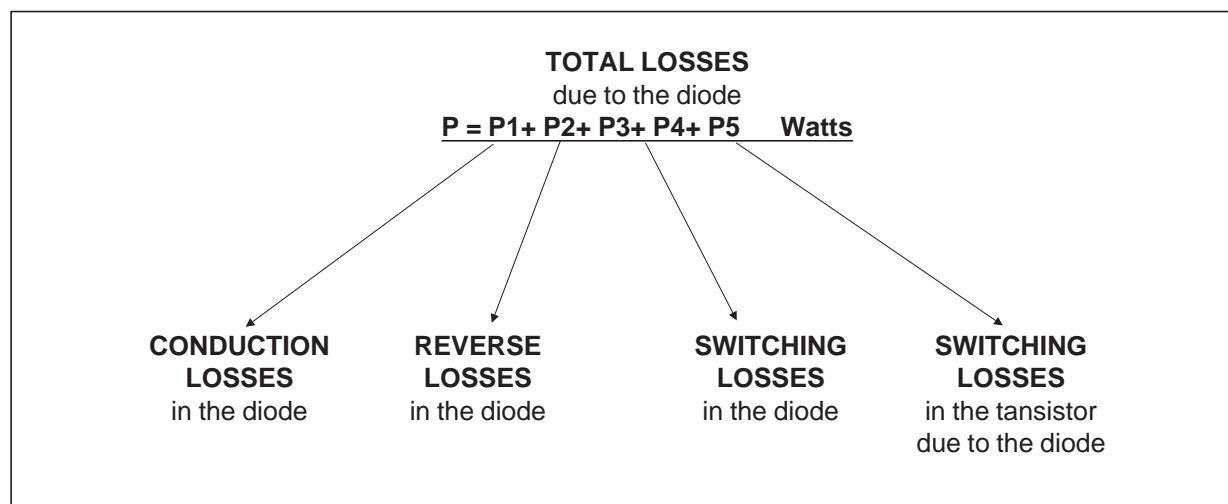 TOTAL LOSSES
due to the diode
P = P1+ P2+ P3+ P4+ P5 Watts
CONDUCTION
LOSSES
in the diode
REVERSE
LOSSES
in the diode
SWITCHING
LOSSES
in the diode
SWITCHING
LOSSES
in the tansistor
due to the diode